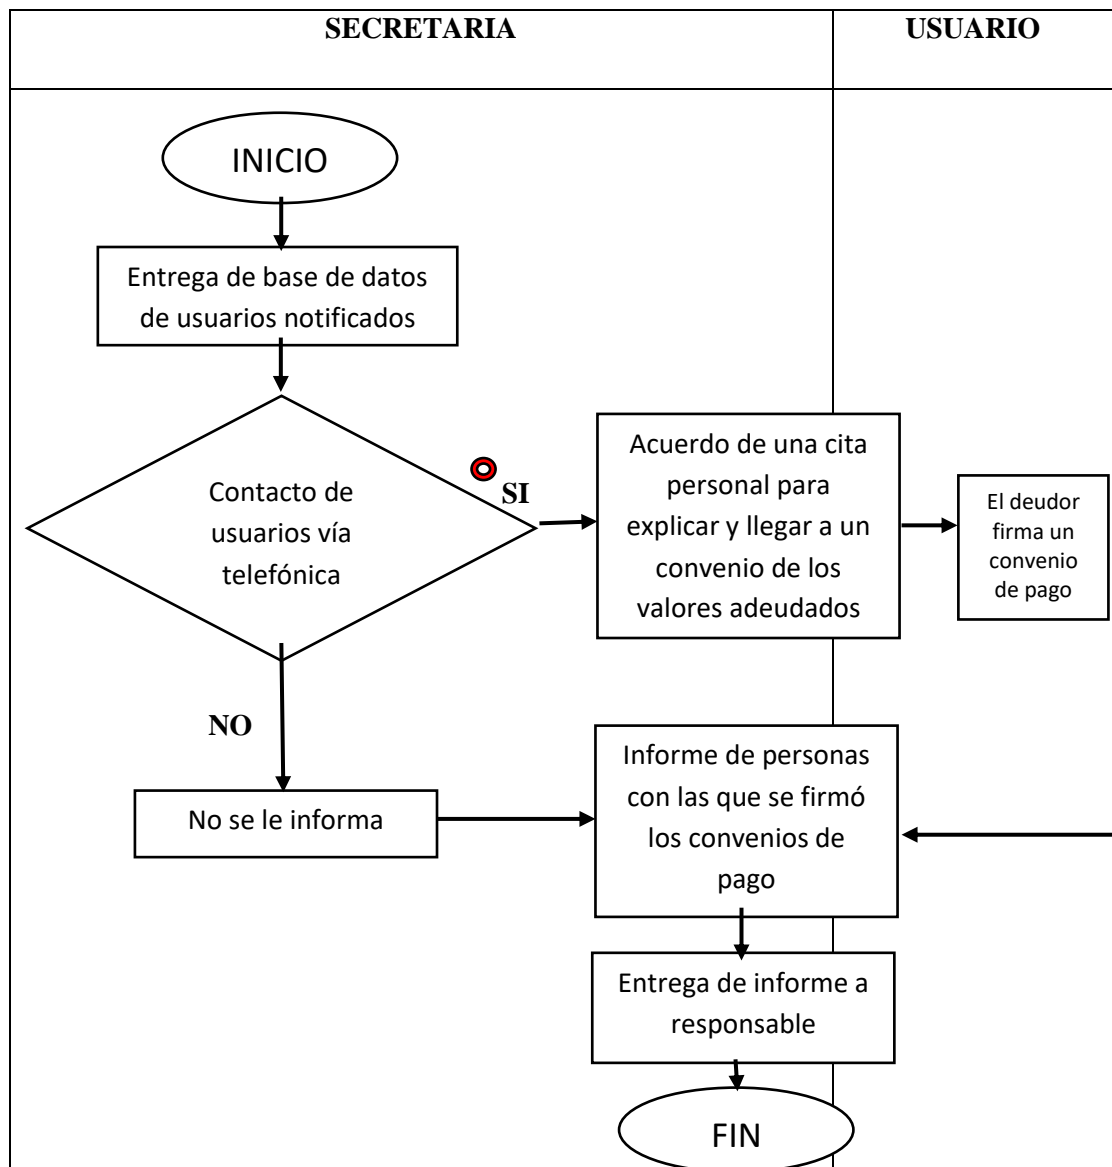 SECRETARIA
USUARIO
INICIO
Entrega de base de datos
de usuarios notificados
Contacto de
usuarios vía
telefónica
SI
Acuerdo de una cita
personal para
explicar y llegar a un
convenio de los
valores adeudados
El deudor
firma un
convenio
de pago
NO
No se le informa
Informe de personas
con las que se firmó
los convenios de
pago
Entrega de informe a
responsable
FIN